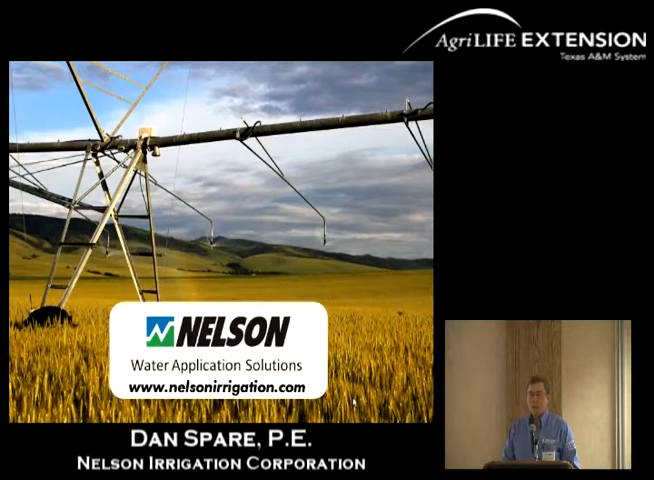 AgriLIFE EXTENSION
Texas A&M System
NELSON
Water Application Solutions
www.nelsonirrigation.com
DAN SPARE, P.E.
NELSON IRRIGATION CORPORATION